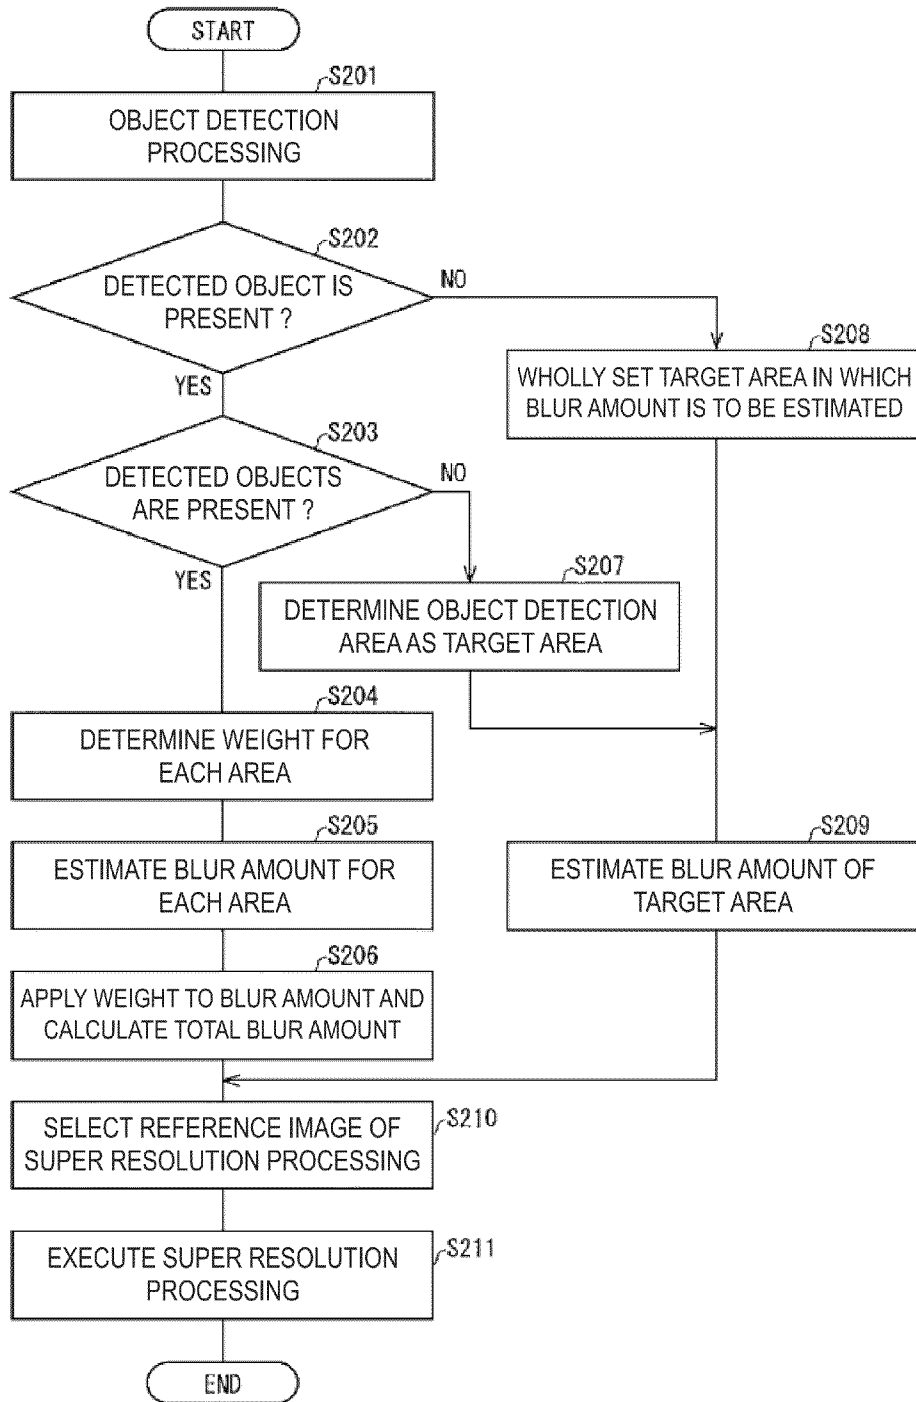 START
S201
OBJECT DETECTION
PROCESSING
S202
DETECTED OBJECT IS
PRESENT ?
NO
YES
S208
WHOLLY SET TARGET AREA IN WHICH
BLUR AMOUNT IS TO BE ESTIMATED
S203
DETECTED OBJECTS
ARE PRESENT ?
NO
YES
S207
DETERMINE OBJECT DETECTION
AREA AS TARGET AREA
S204
DETERMINE WEIGHT FOR
EACH AREA
S205
ESTIMATE BLUR AMOUNT FOR
EACH AREA
S209
ESTIMATE BLUR AMOUNT OF
TARGET AREA
S206
APPLY WEIGHT TO BLUR AMOUNT AND
CALCULATE TOTAL BLUR AMOUNT
SELECT REFERENCE IMAGE OF
SUPER RESOLUTION PROCESSING
S210
EXECUTE SUPER RESOLUTION
PROCESSING
S211
END